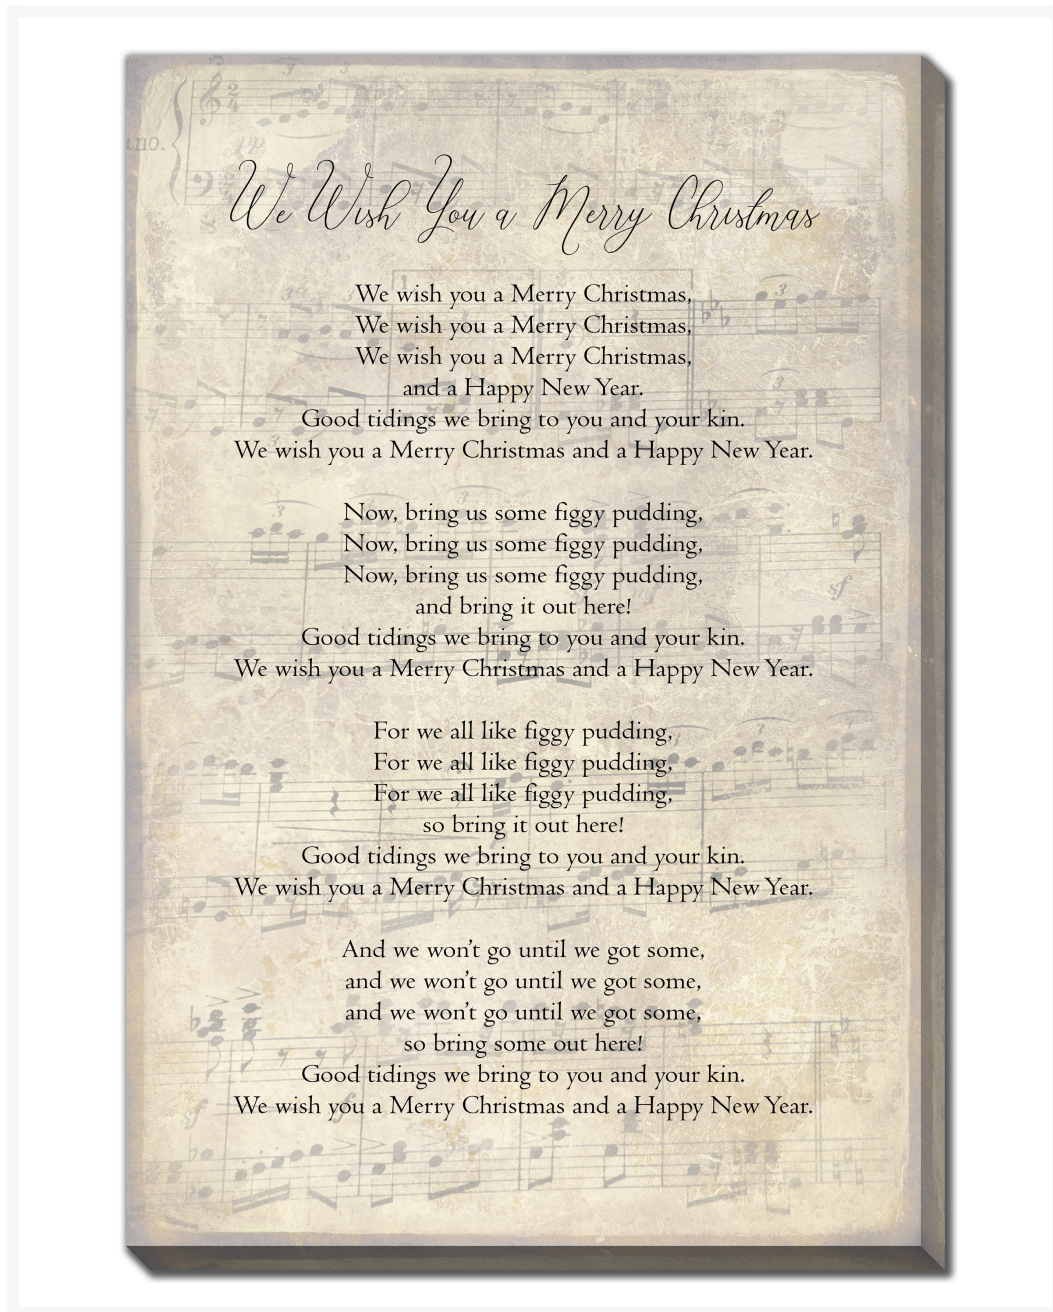 We Wish You a Merry Christmas
We wish you a Merry Christmas,
We wish you a Merry Christmas,
We wish you a Merry Christmas,
and a Happy New Year.
Good tidings we bring to you and your kin.
We wish you a Merry Christmas and a Happy New Year.
Now, bring us some figgy pudding,
Now, bring us some figgy pudding,
Now, bring us some figgy pudding,
and bring it out here!
Good tidings we bring to you and your kin.
We wish you a Merry Christmas and a Happy New Year.
For we all like figgy pudding,
For we all like figgy pudding,
For we all like figgy pudding,
so bring it out here!
Good tidings we bring to you and your kin.
We wish you a Merry Christmas and a Happy New Year.
And we won't go until we got some,
and we won't go until we got some,
and we won't go until we got some,
so bring some out here!
Good tidings we bring to you and your kin.
We wish you a Merry Christmas and a Happy New Year.